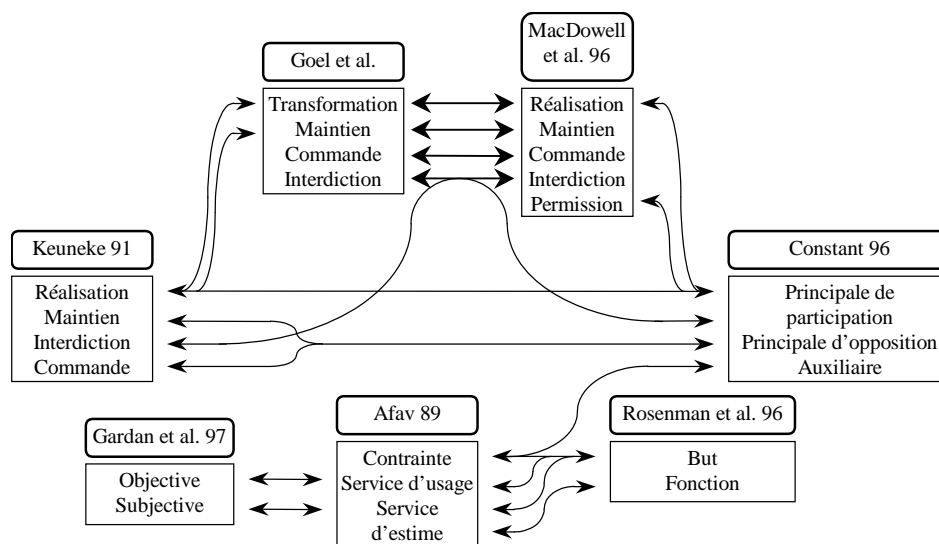 MacDowell
et al. 96
Goel et al.
Transformation
Maintien
Commande
Interdiction
Réalisation
Maintien
Commande
Interdiction
Permission
Keuneke 91
Réalisation
Maintien
Interdiction
Commande
Constant 96
Principale de
participation
Principale d'opposition
Auxiliaire
Gardan et al. 97
Objective
Subjective
Afav 89
Contrainte
Service d'usage
Service
d'estime
Rosenman et al. 96
But
Fonction